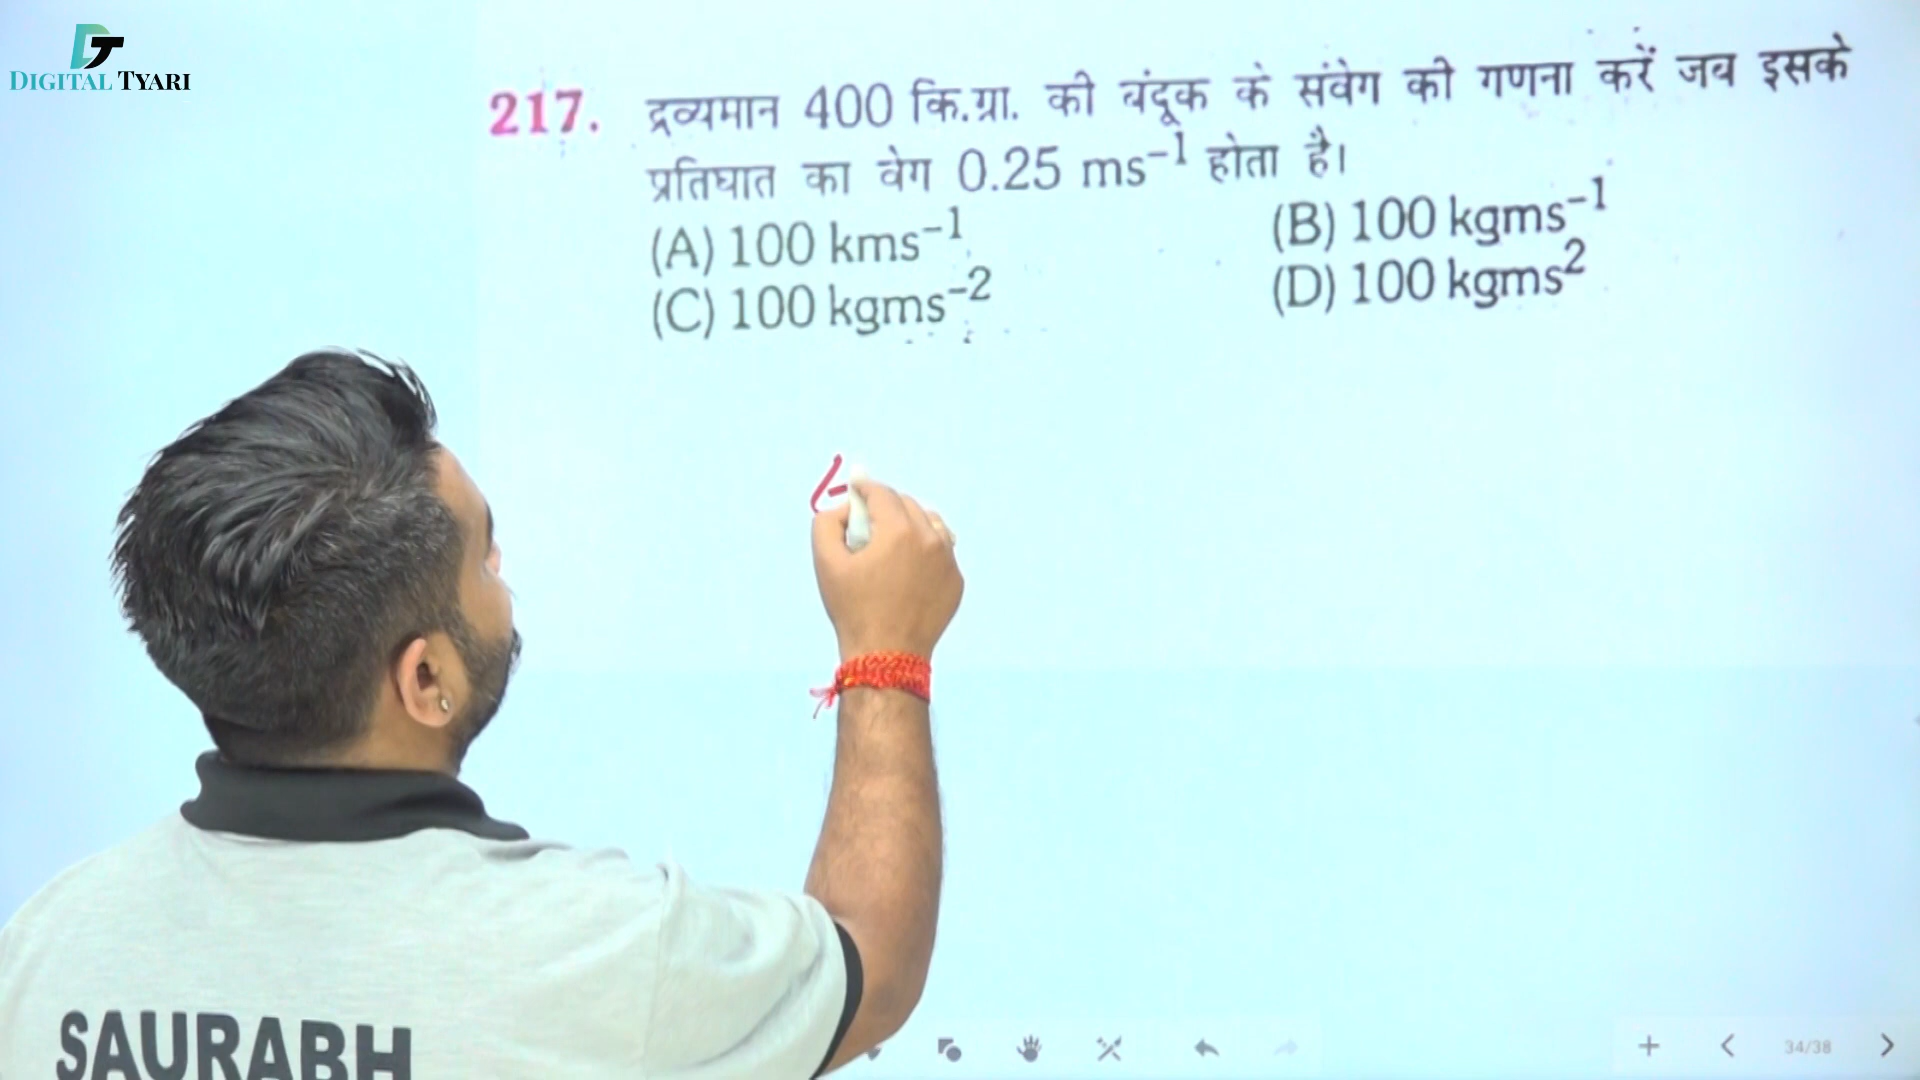 DIGITAL TYARI
217. द्रव्यमान 400 कि.ग्रा. की बंदूक के संवेग की गणना करें जब इसके
प्रतिघात का वेग 0.25 ms⁻¹ होता है।
(A) 100 kms⁻¹ (B) 100 kgms⁻¹
(C) 100 kgms⁻² (D) 100 kgms²
SAURABH
34/38